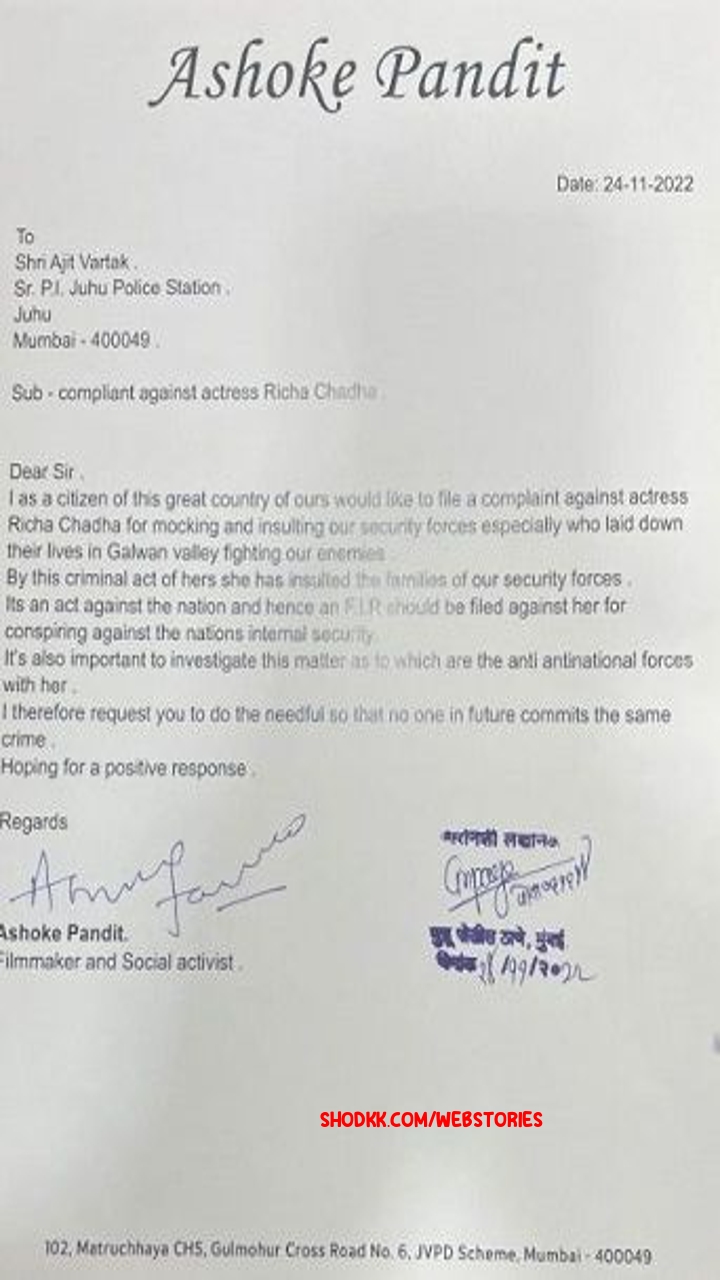 Ashoke Pandit
Date: 24-11-2022
To
Shri Ajit Vartak .
Sr. P.I. Juhu Police Station .
Juhu
Mumbai - 400049 .
Sub - compliant against actress Richa Chadha .
Dear Sir .
I as a citizen of this great country of ours would like to file a complaint against actress
Richa Chadha for mocking and insulting our security forces especially who laid down
their lives in Galwan valley fighting our enemies .
By this criminal act of hers she has insulted the families of our security forces .
Its an act against the nation and hence an F.I.R should be filed against her for
conspiring against the nations internal security.
It's also important to investigate this matter as to which are the anti antinational forces
with her .
I therefore request you to do the needful so that no one in future commits the same
crime .
Hoping for a positive response .
Regards
Ashoke Pandit.
Filmmaker and Social activist .
ठाणे, मुंबई
दिनांक
SHODKK.COM/WEBSTORIES
102, Matruchhaya CHS, Gulmohur Cross Road No. 6, JVPD Scheme, Mumbai - 400049